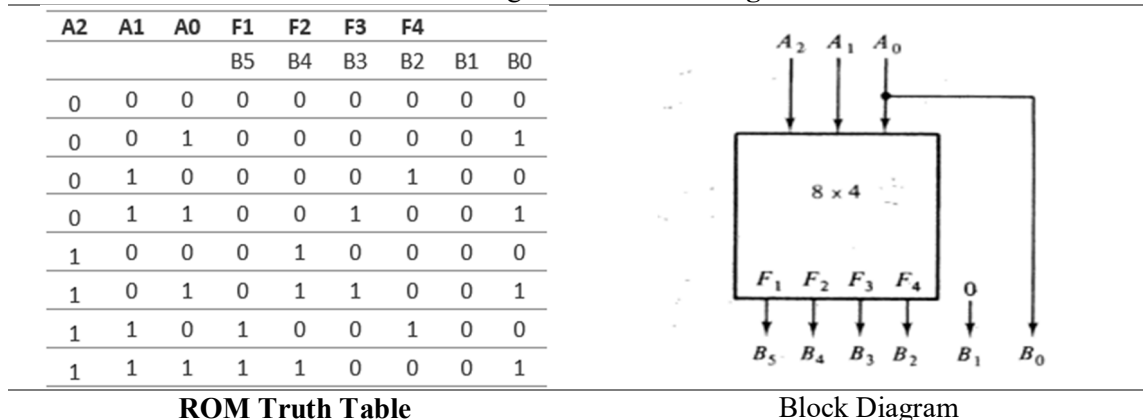 A2 A1 A0 F1 F2 F3 F4
B5 B4 B3 B2 B1 B0
0 0 0 0 0 0 0 0 0
0 0 1 0 0 0 0 0 1
0 1 0 0 0 0 1 0 0
0 1 1 0 0 1 0 0 1
1 0 0 0 1 0 0 0 0
1 0 1 0 1 1 0 0 1
1 1 0 1 0 0 1 0 0
1 1 1 1 1 0 0 0 1
ROM Truth Table
A2 A1 A0
8 × 4
F1 F2 F3 F4 0
B5 B4 B3 B2 B1 B0
Block Diagram